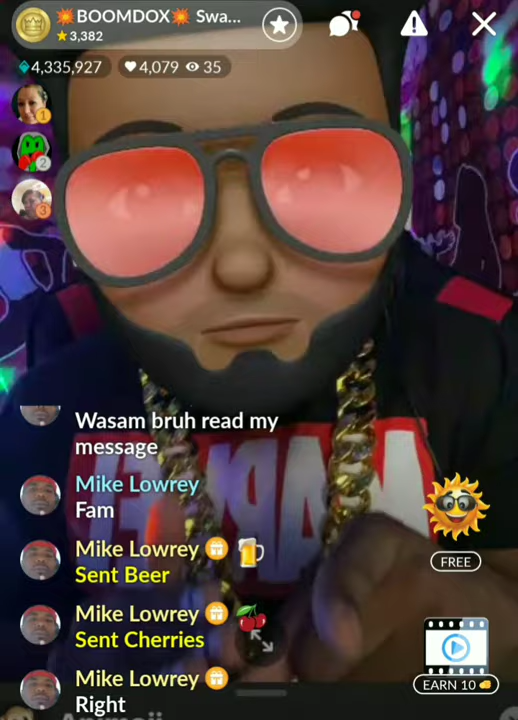 💥BOOMDOX💥 Swa...
3,382
4,335,927
4,079
35
1
2
3
Wasam bruh read my
message
Mike Lowrey
Fam
Mike Lowrey
Sent Beer
Mike Lowrey
Sent Cherries
Mike Lowrey
Right
FREE
EARN 10